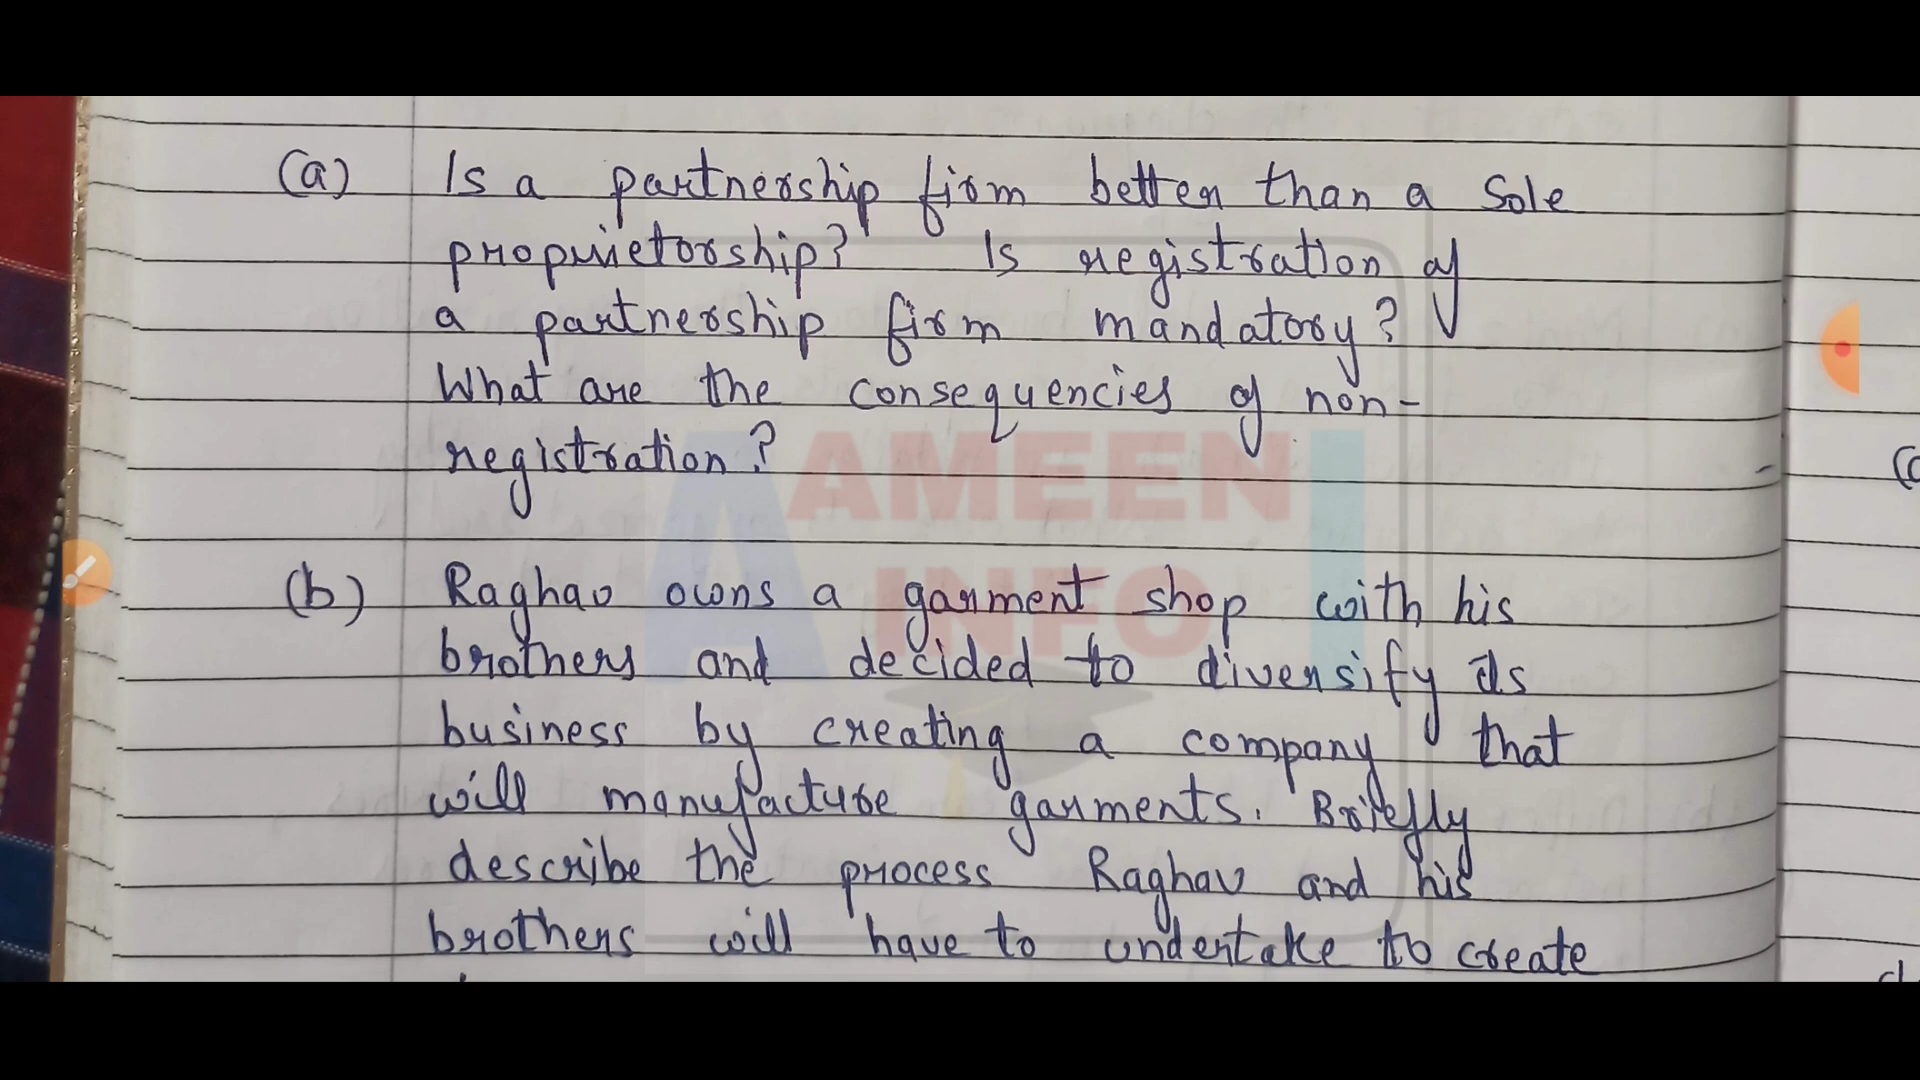 (a) Is a partnership firm better than a Sole
proprietorship? Is registration of
a partnership firm mandatory?
What are the consequencies of non-
registration?
AMEEN
INFO
(b) Raghav owns a garment shop with his
brothers and decided to diversify its
business by creating a company that
will manufacture garments. Briefly
describe the process Raghav and his
brothers will have to undertake to create